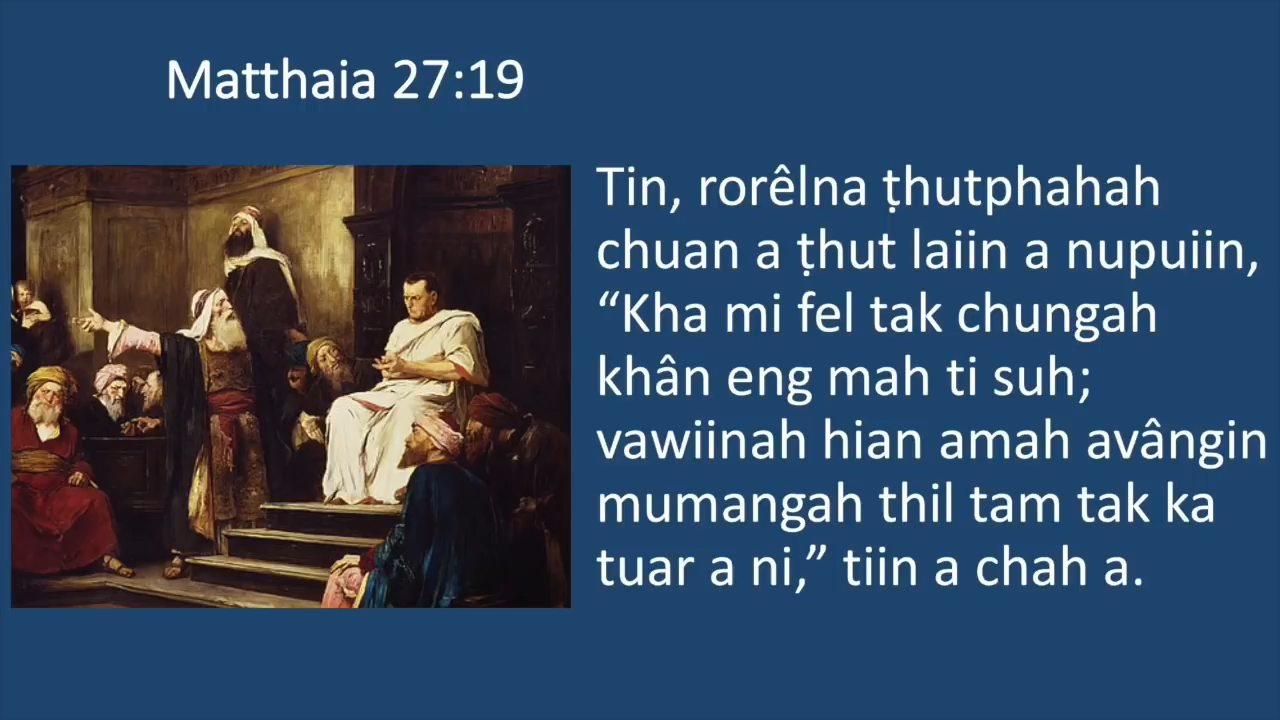 Matthaia 27:19
Tin, rorêlna ṭhutphahah
chuan a ṭhut laiin a nupuiin,
“Kha mi fel tak chungah
khân eng mah ti suh;
vawiinah hian amah avângin
mumangah thil tam tak ka
tuar a ni,” tiin a chah a.